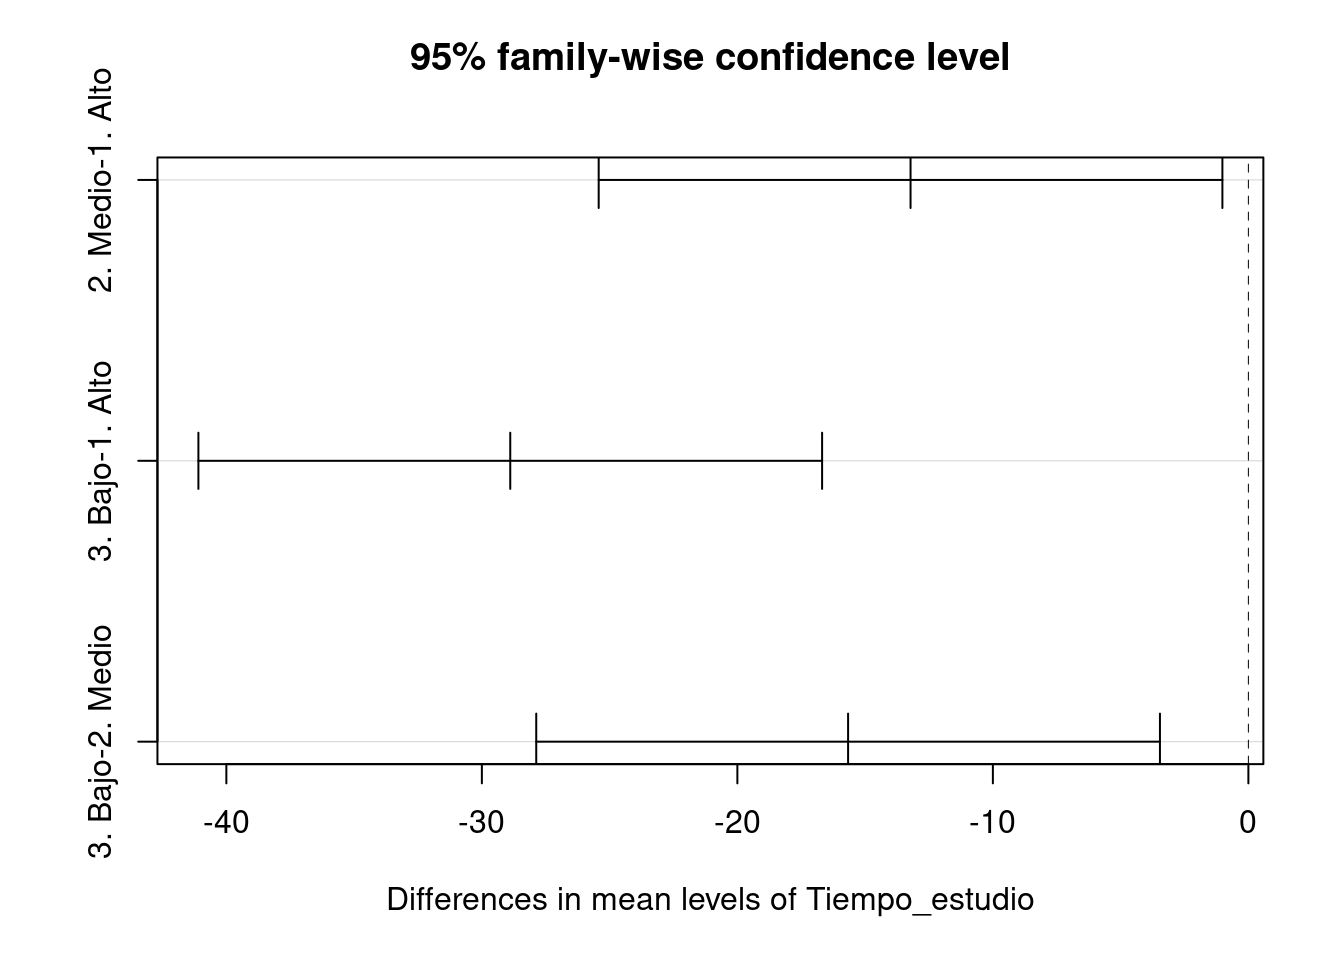 95% family-wise confidence level
2. Medio-1. Alto
3. Bajo-1. Alto
3. Bajo-2. Medio
-40
-30
-20
-10
0
Differences in mean levels of Tiempo_estudio